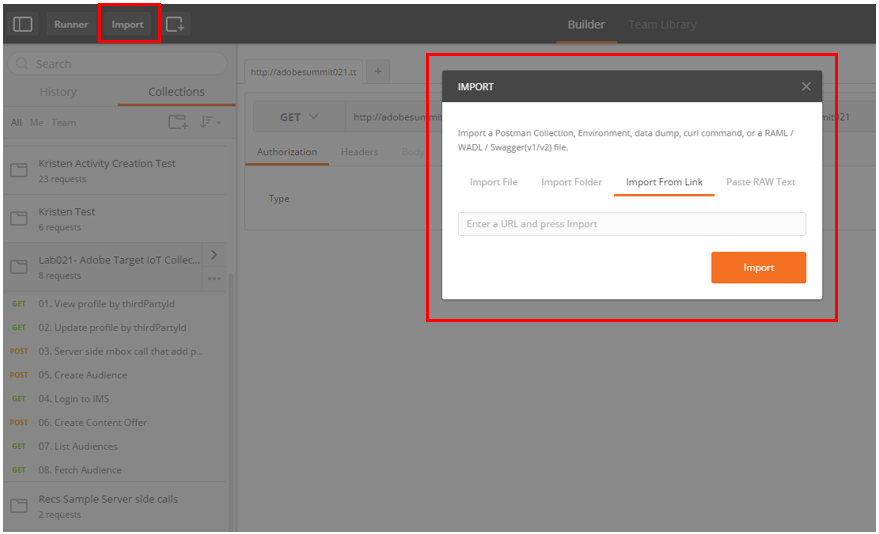 Runner
Import
Builder
Team Library
Search
History
Collections
All Me Team
Kristen Activity Creation Test
23 requests
Kristen Test
6 requests
Lab021- Adobe Target IoT Collec...
8 requests
GET 01. View profile by thirdPartyId
GET 02. Update profile by thirdPartyId
POST 03. Server side mbox call that add p...
POST 05. Create Audience
GET 04. Login to IMS
POST 06. Create Content Offer
GET 07. List Audiences
GET 08. Fetch Audience
Recs Sample Server side calls
2 requests
http://adobesummit021.tt
+
GET
http://adobesummit
021
Authorization
Headers
Body
Type
IMPORT
Import a Postman Collection, Environment, data dump, curl command, or a RAML /
WADL / Swagger(v1/v2) file.
Import File
Import Folder
Import From Link
Paste RAW Text
Enter a URL and press Import
Import